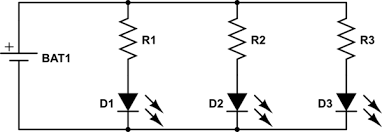 R1 R2 R3
+
BAT1
D1 D2 D3